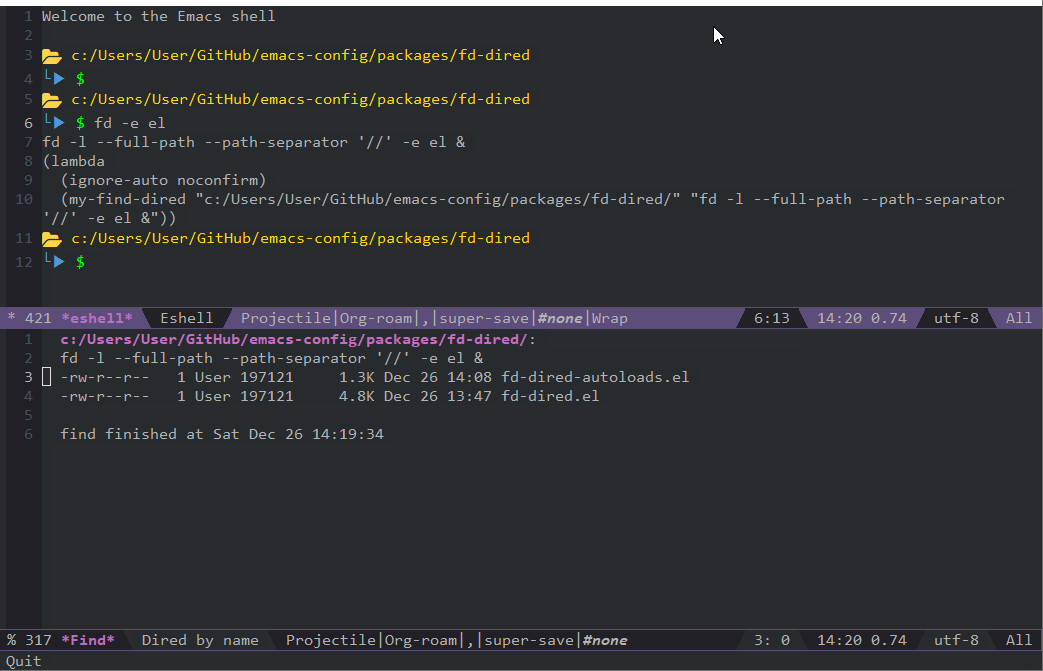 1 Welcome to the Emacs shell
2
3 c:/Users/User/GitHub/emacs-config/packages/fd-dired
4 $
5 c:/Users/User/GitHub/emacs-config/packages/fd-dired
6 $ fd -e el
7 fd -l --full-path --path-separator '//' -e el &
8 (lambda
9   (ignore-auto noconfirm)
10   (my-find-dired "c:/Users/User/GitHub/emacs-config/packages/fd-dired/" "fd -l --full-path --path-separator
'//' -e el &"))
11 c:/Users/User/GitHub/emacs-config/packages/fd-dired
12 $
* 421 *eshell* Eshell Projectile|Org-roam|,|super-save|#none|Wrap 6:13 14:20 0.74 utf-8 All
1 c:/Users/User/GitHub/emacs-config/packages/fd-dired/:
2 fd -l --full-path --path-separator '//' -e el &
3 -rw-r--r--   1 User 197121     1.3K Dec 26 14:08 fd-dired-autoloads.el
4 -rw-r--r--   1 User 197121     4.8K Dec 26 13:47 fd-dired.el
5
6 find finished at Sat Dec 26 14:19:34
% 317 *Find* Dired by name Projectile|Org-roam|,|super-save|#none 3: 0 14:20 0.74 utf-8 All
Quit